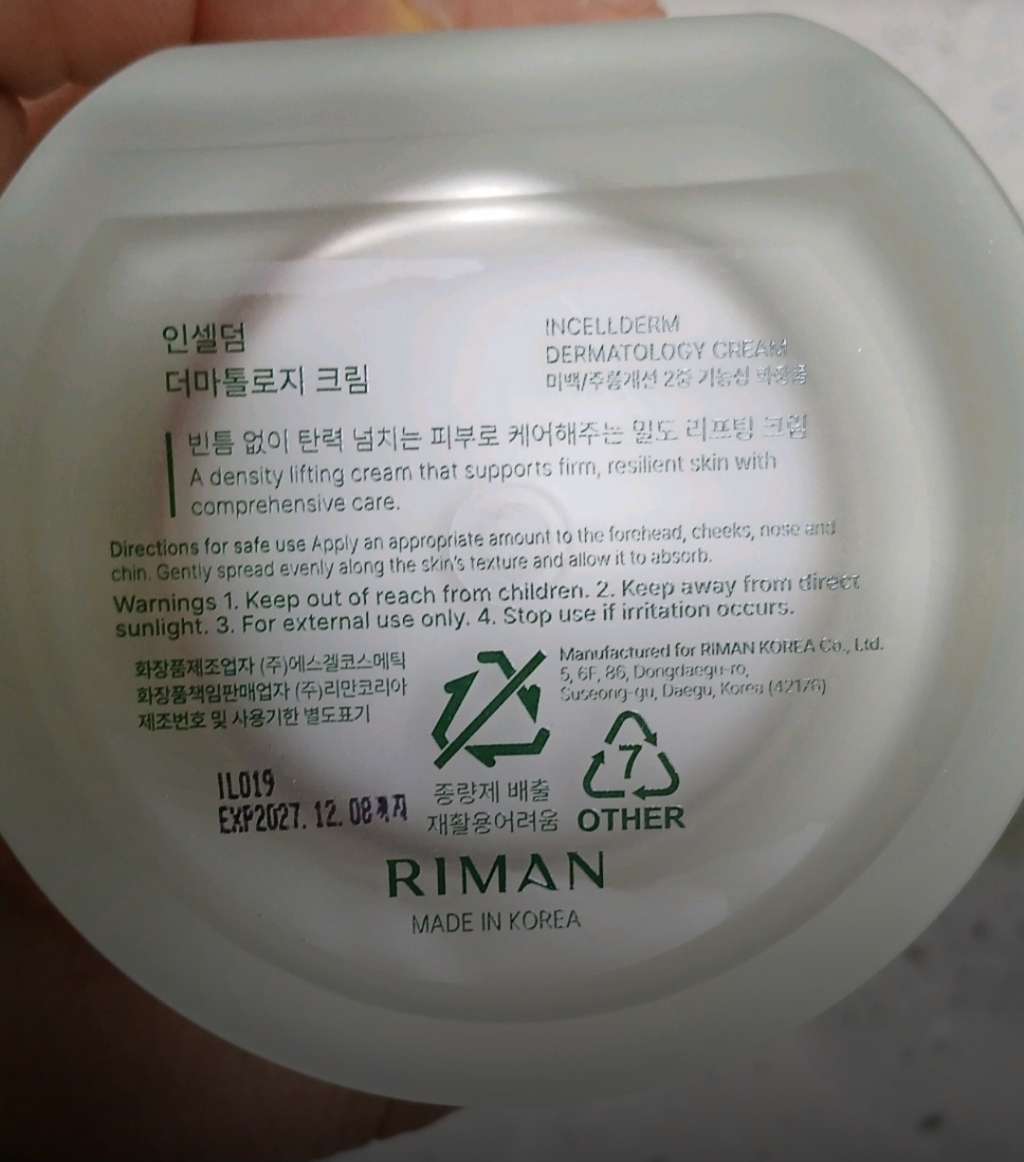 인셀덤
더마톨로지 크림
INCELLDERM
DERMATOLOGY CREAM
미백/주름개선 2중 기능성 화장품
빈틈 없이 탄력 넘치는 피부로 케어해주는 밀도 리프팅 크림
A density lifting cream that supports firm, resilient skin with
comprehensive care.
Directions for safe use Apply an appropriate amount to the forehead, cheeks, nose and
chin. Gently spread evenly along the skin's texture and allow it to absorb.
Warnings 1. Keep out of reach from children. 2. Keep away from direct
sunlight. 3. For external use only. 4. Stop use if irritation occurs.
화장품제조업자 (주)에스겔코스메틱
화장품책임판매업자 (주)리만코리아
제조번호 및 사용기한 별도표기
Manufactured for RIMAN KOREA Co., Ltd.
5, 6F, 86, Dongdaegu-ro,
Suseong-gu, Daegu, Korea (42176)
IL019
EXP2027. 12. 08까지
종량제 배출
재활용어려움
7
OTHER
RIMAN
MADE IN KOREA